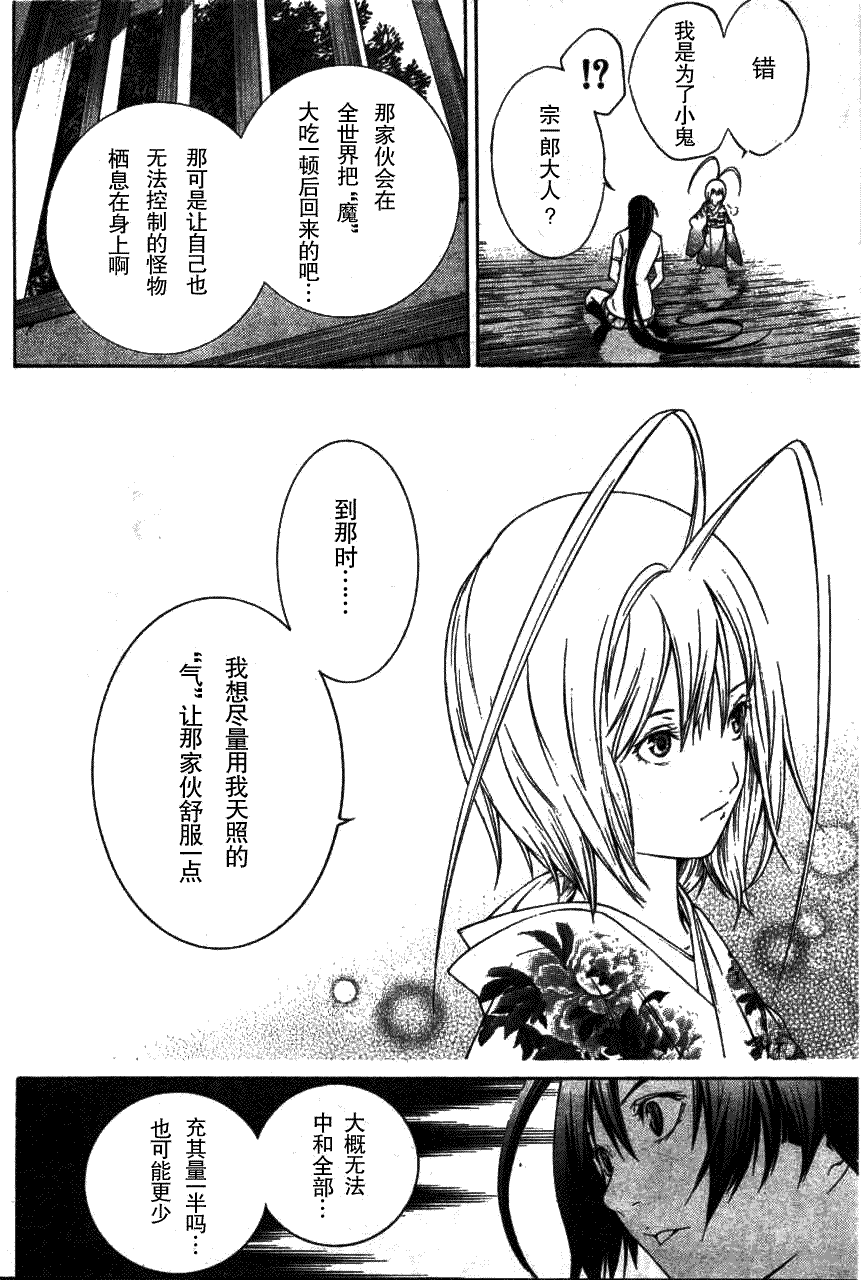 错
我是为了小鬼
!?
宗一郎大人？
那家伙会在
全世界把“魔”
大吃一顿后回来的吧…
那可是让自己也
无法控制的怪物
栖息在身上啊
到那时……
我想尽量用我天照的
“气”让那家伙舒服一点
大概无法
中和全部…
充其量一半吗…
也可能更少